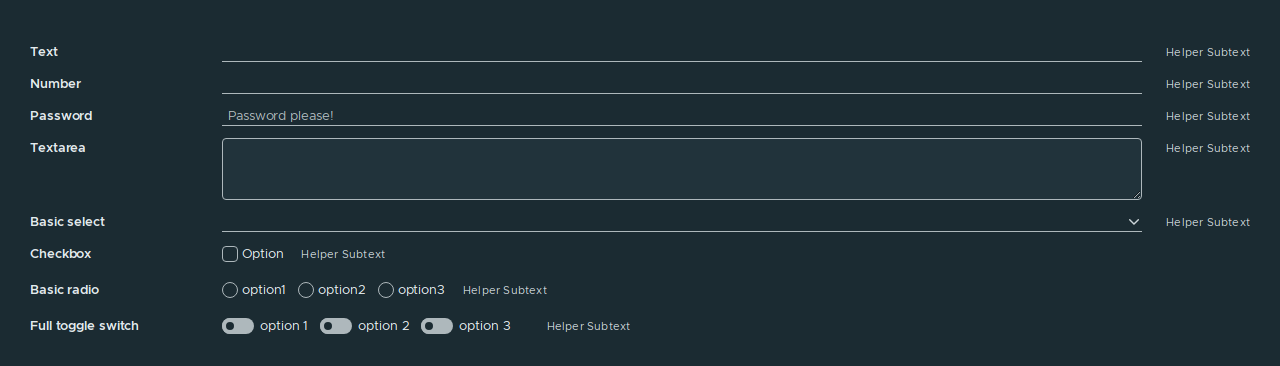 Text Helper Subtext
Number Helper Subtext
Password Password please! Helper Subtext
Textarea Helper Subtext
Basic select Helper Subtext
Checkbox Option Helper Subtext
Basic radio option1 option2 option3 Helper Subtext
Full toggle switch option 1 option 2 option 3 Helper Subtext